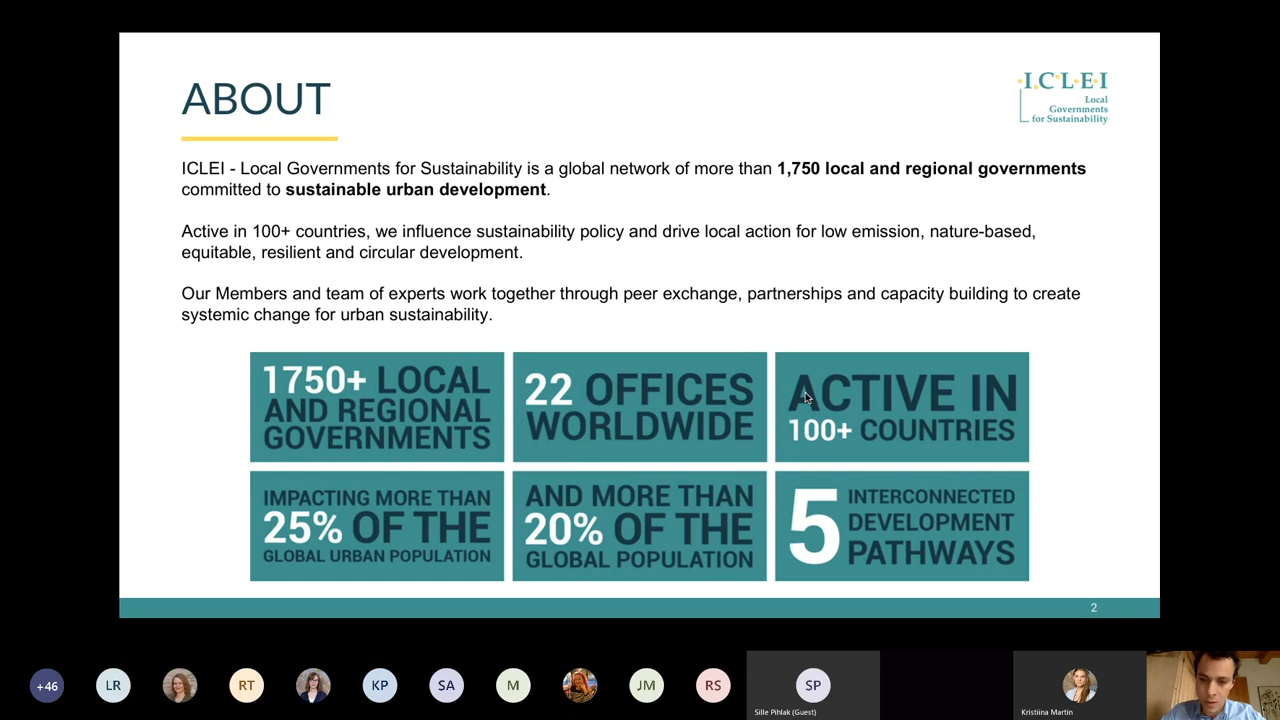 ABOUT
I.C.L.E.I
Local
Governments
for Sustainability
ICLEI - Local Governments for Sustainability is a global network of more than 1,750 local and regional governments
committed to sustainable urban development.
Active in 100+ countries, we influence sustainability policy and drive local action for low emission, nature-based,
equitable, resilient and circular development.
Our Members and team of experts work together through peer exchange, partnerships and capacity building to create
systemic change for urban sustainability.
1750+ LOCAL
AND REGIONAL
GOVERNMENTS
22 OFFICES
WORLDWIDE
ACTIVE IN
100+ COUNTRIES
IMPACTING MORE THAN
25% OF THE
GLOBAL URBAN POPULATION
AND MORE THAN
20% OF THE
GLOBAL POPULATION
5 INTERCONNECTED
DEVELOPMENT
PATHWAYS
2
+46
LR
RT
KP
SA
M
JM
RS
SP
Sille Pihlak (Guest)
Kristiina Martin